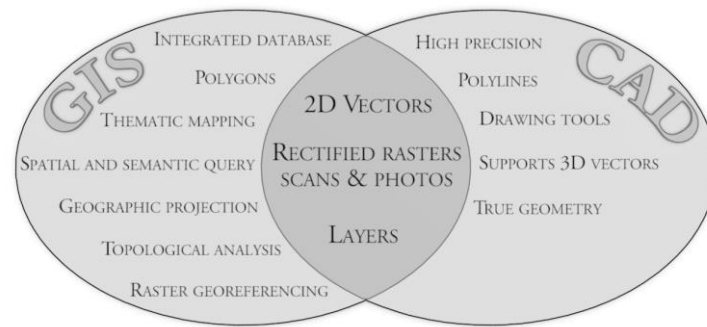 GIS
INTEGRATED DATABASE
POLYGONS
THEMATIC MAPPING
SPATIAL AND SEMANTIC QUERY
GEOGRAPHIC PROJECTION
TOPOLOGICAL ANALYSIS
RASTER GEOREFERENCING
2D VECTORS
RECTIFIED RASTERS
SCANS & PHOTOS
LAYERS
CAD
HIGH PRECISION
POLYLINES
DRAWING TOOLS
SUPPORTS 3D VECTORS
TRUE GEOMETRY